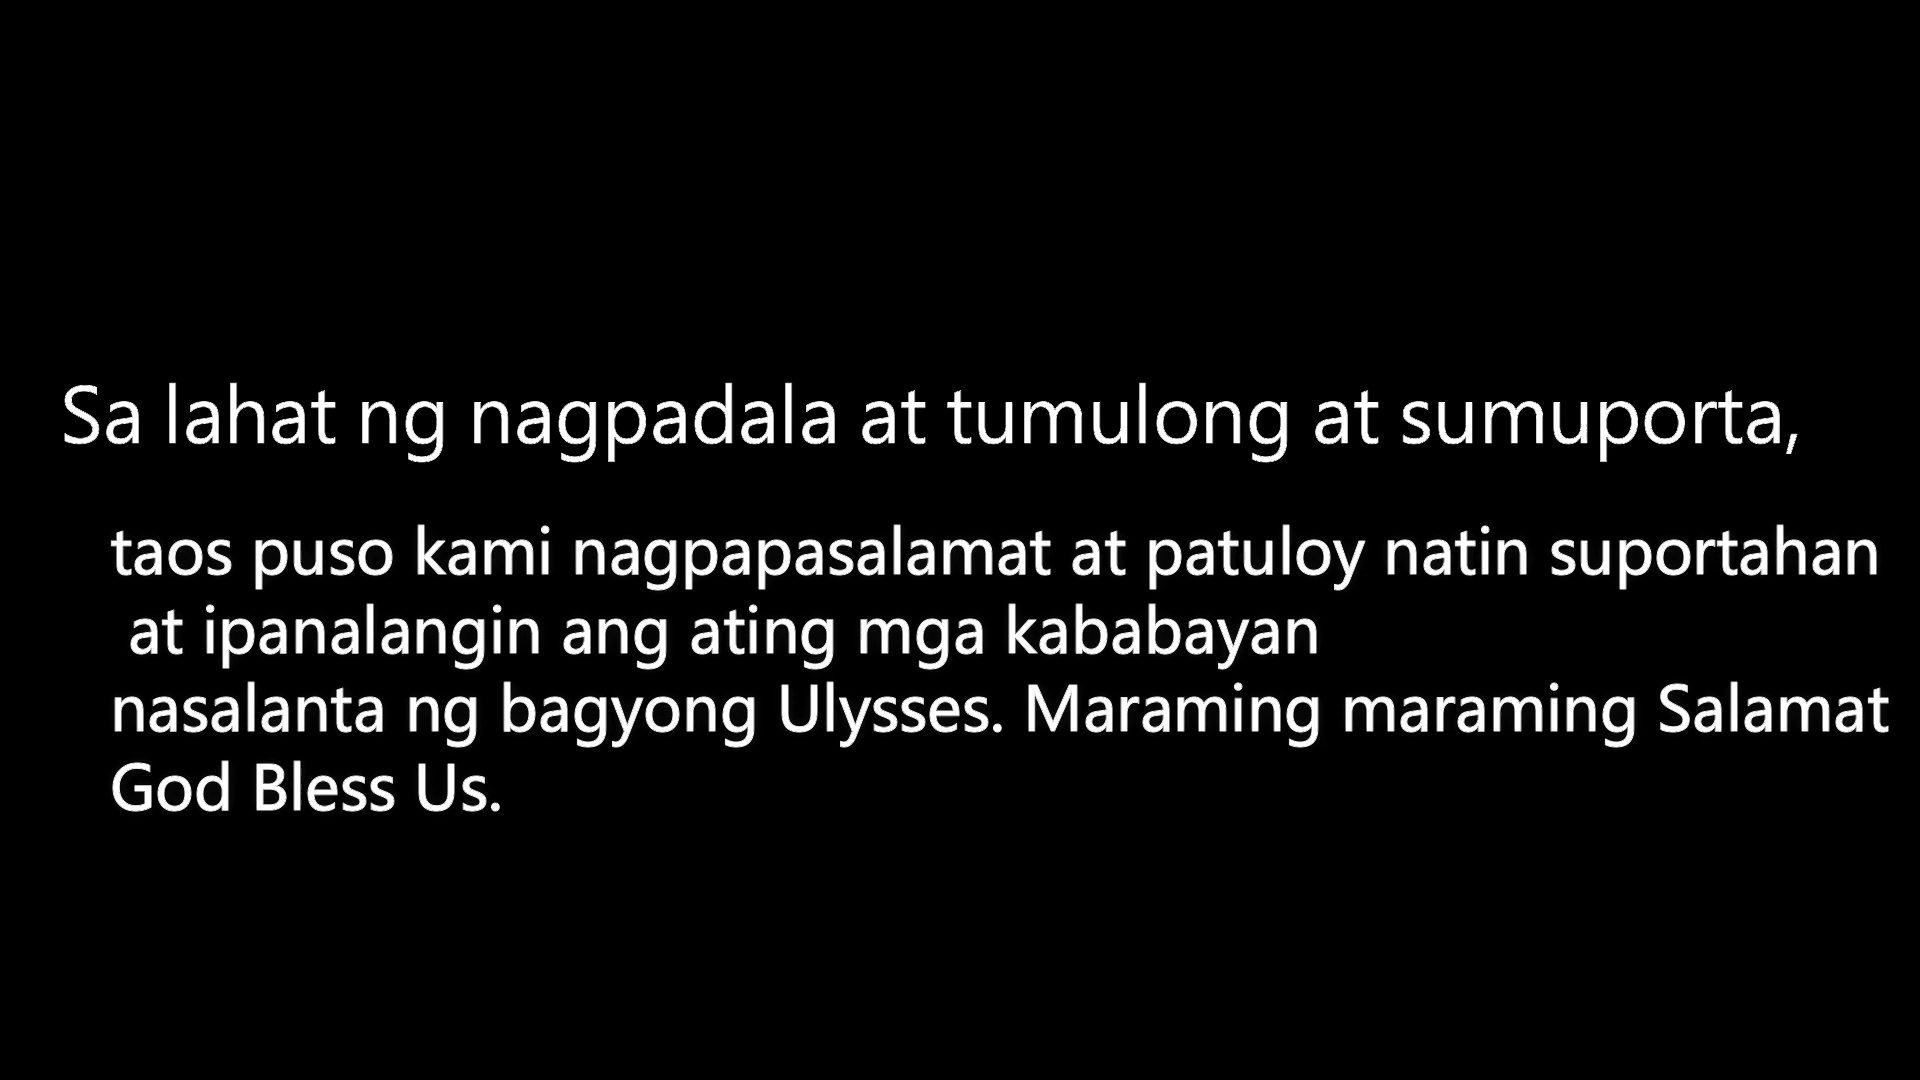 Sa lahat ng nagpadala at tumulong at sumuporta,
taos puso kami nagpapasalamat at patuloy natin suportahan
at ipanalangin ang ating mga kababayan
nasalanta ng bagyong Ulysses. Maraming maraming Salamat
God Bless Us.